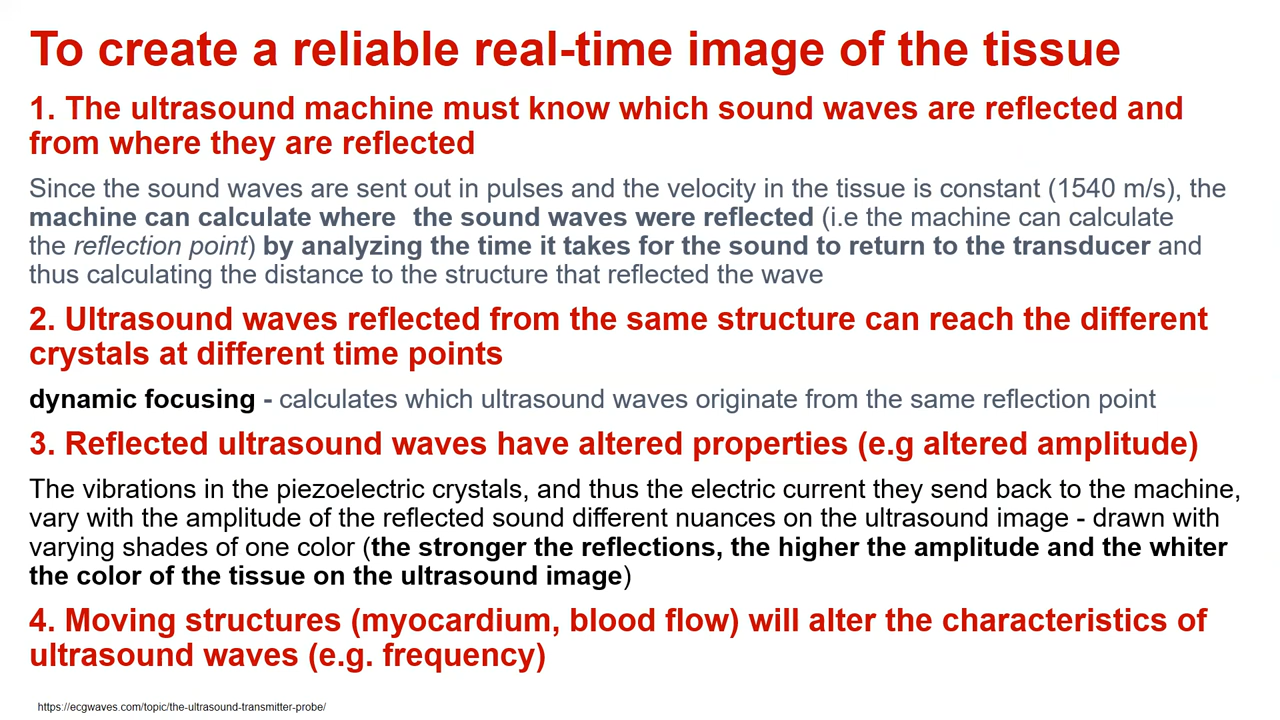 To create a reliable real-time image of the tissue
1. The ultrasound machine must know which sound waves are reflected and
from where they are reflected
Since the sound waves are sent out in pulses and the velocity in the tissue is constant (1540 m/s), the
machine can calculate where the sound waves were reflected (i.e the machine can calculate
the reflection point) by analyzing the time it takes for the sound to return to the transducer and
thus calculating the distance to the structure that reflected the wave
2. Ultrasound waves reflected from the same structure can reach the different
crystals at different time points
dynamic focusing - calculates which ultrasound waves originate from the same reflection point
3. Reflected ultrasound waves have altered properties (e.g altered amplitude)
The vibrations in the piezoelectric crystals, and thus the electric current they send back to the machine,
vary with the amplitude of the reflected sound different nuances on the ultrasound image - drawn with
varying shades of one color (the stronger the reflections, the higher the amplitude and the whiter
the color of the tissue on the ultrasound image)
4. Moving structures (myocardium, blood flow) will alter the characteristics of
ultrasound waves (e.g. frequency)
https://ecgwaves.com/topic/the-ultrasound-transmitter-probe/